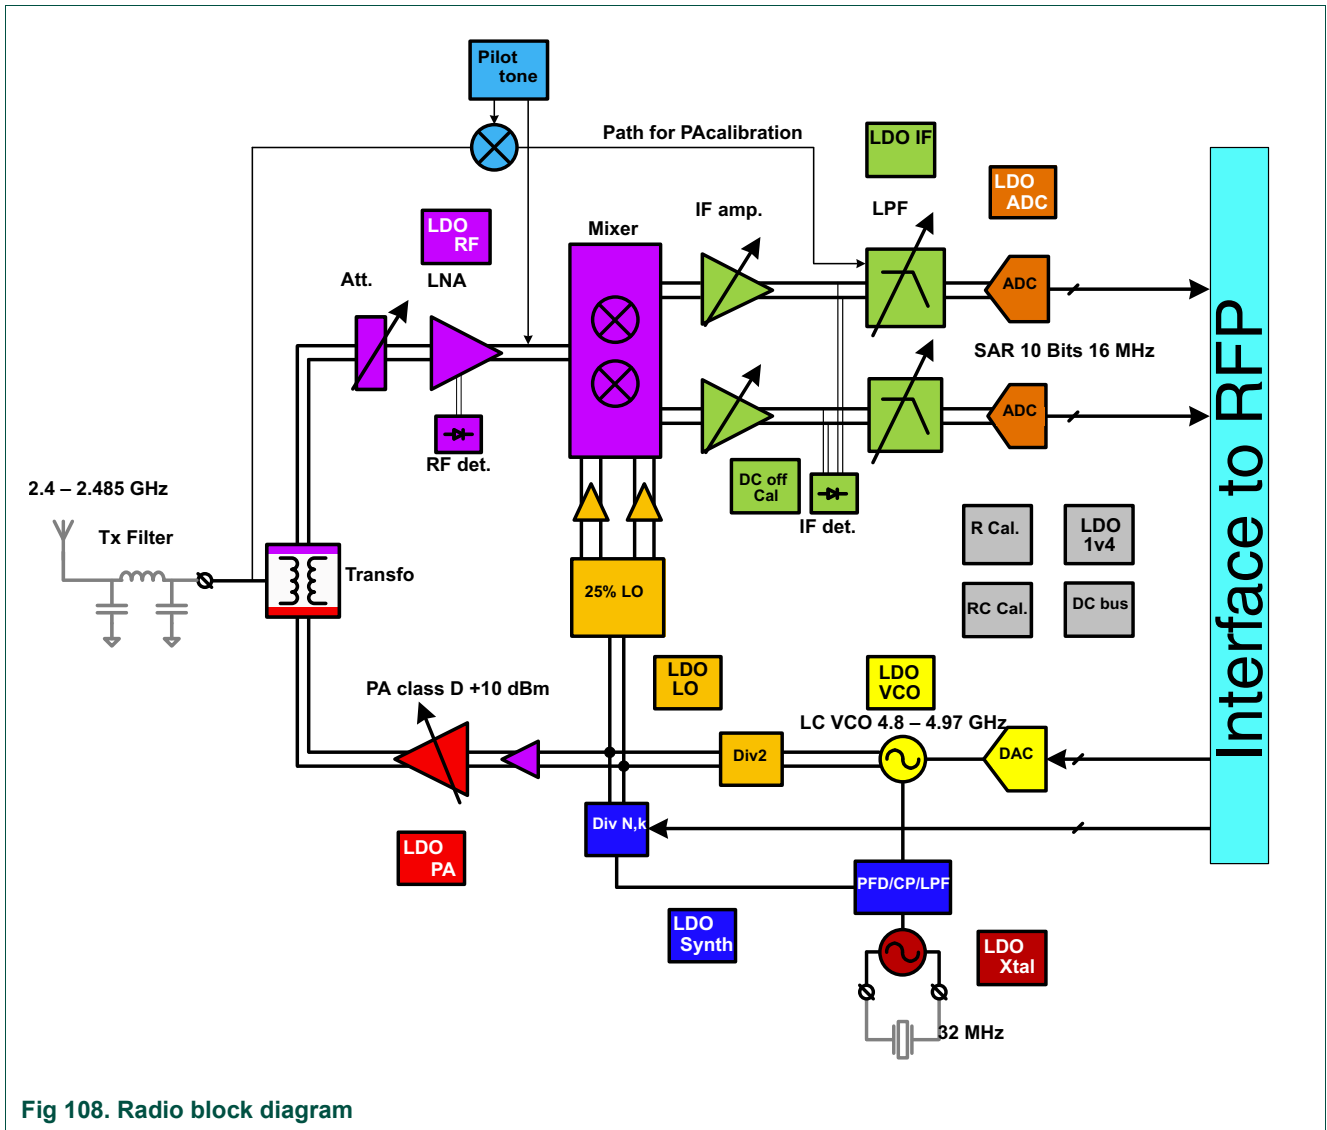 Pilot
tone
Path for PAcalibration
LDO IF
LDO
ADC
IF amp.
LPF
LDO
RF
Mixer
Att.
LNA
ADC
SAR 10 Bits 16 MHz
ADC
RF det.
DC off
Cal
IF det.
2.4 – 2.485 GHz
Tx Filter
Transfo
25% LO
R Cal.
LDO
1v4
RC Cal.
DC bus
Interface to RFP
LDO
LO
LDO
VCO
PA class D +10 dBm
LC VCO 4.8 – 4.97 GHz
Div2
DAC
Div N,k
LDO
PA
PFD/CP/LPF
LDO
Synth
LDO
Xtal
32 MHz
Fig 108. Radio block diagram